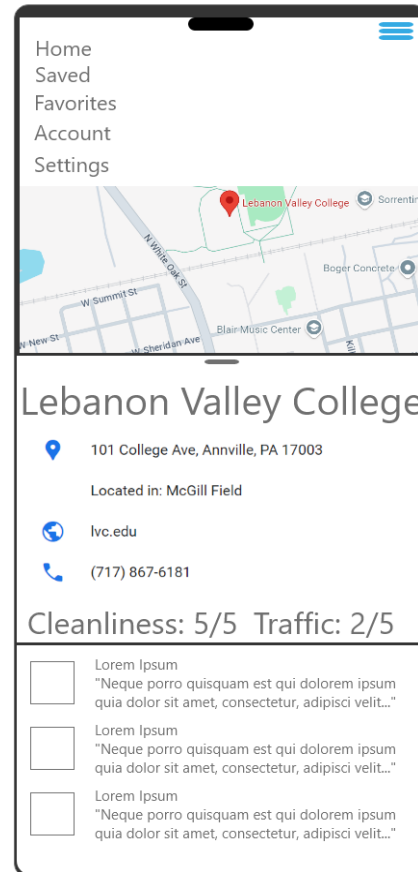 Home
Saved
Favorites
Account
Settings
Lebanon Valley College
Sorrentin
N White Oak St
Boger Concrete
W Summit St
Blair Music Center
W New St
W Sheridan Ave
Kil
Lebanon Valley College
101 College Ave, Annville, PA 17003
Located in: McGill Field
lvc.edu
(717) 867-6181
Cleanliness: 5/5 Traffic: 2/5
Lorem Ipsum
"Neque porro quisquam est qui dolorem ipsum
quia dolor sit amet, consectetur, adipisci velit..."
Lorem Ipsum
"Neque porro quisquam est qui dolorem ipsum
quia dolor sit amet, consectetur, adipisci velit..."
Lorem Ipsum
"Neque porro quisquam est qui dolorem ipsum
quia dolor sit amet, consectetur, adipisci velit..."